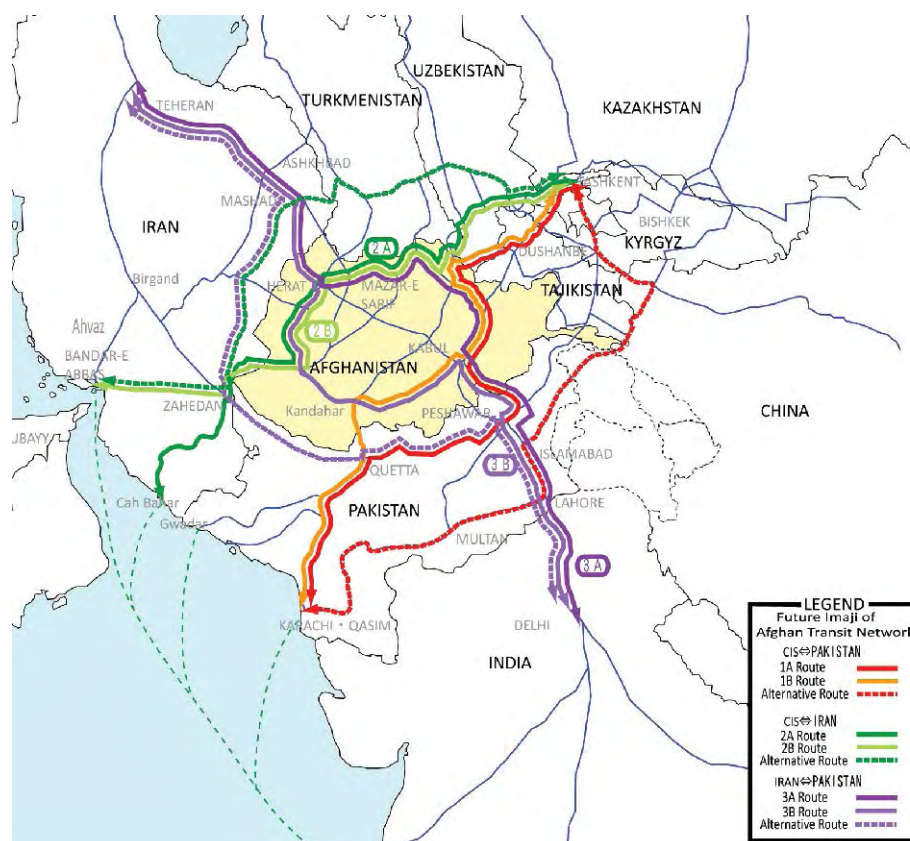 UZBEKISTAN
TURKMENISTAN
KAZAKHSTAN
TEHERAN
ASHKHBAD
TASHKENT
MASHAD
BISHKEK
KYRGYZ
IRAN
DUSHANBE
2 A
Birgand
HERAT
MAZAR-E
SARIF
TAJIKISTAN
2 B
Ahvaz
BANDAR-E
ABBAS
AFGHANISTAN
KABUL
CHINA
ZAHEDAN
Kandahar
PESHAWAR
UBAYY
ISLAMABAD
3 B
QUETTA
Cah Bahar
Gwadar
PAKISTAN
LAHORE
MULTAN
3 A
KARACHI・QASIM
DELHI
INDIA
LEGEND
Future Imaji of
Afghan Transit Network
CIS⇔PAKISTAN
1A Route
1B Route
Alternative Route
CIS⇔IRAN
2A Route
2B Route
Alternative Route
IRAN⇔PAKISTAN
3A Route
3B Route
Alternative Route